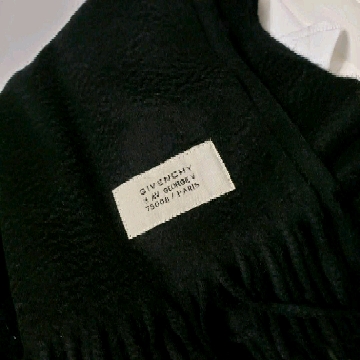 GIVENCHY
3 AV GEORGE V
75008 / PARIS